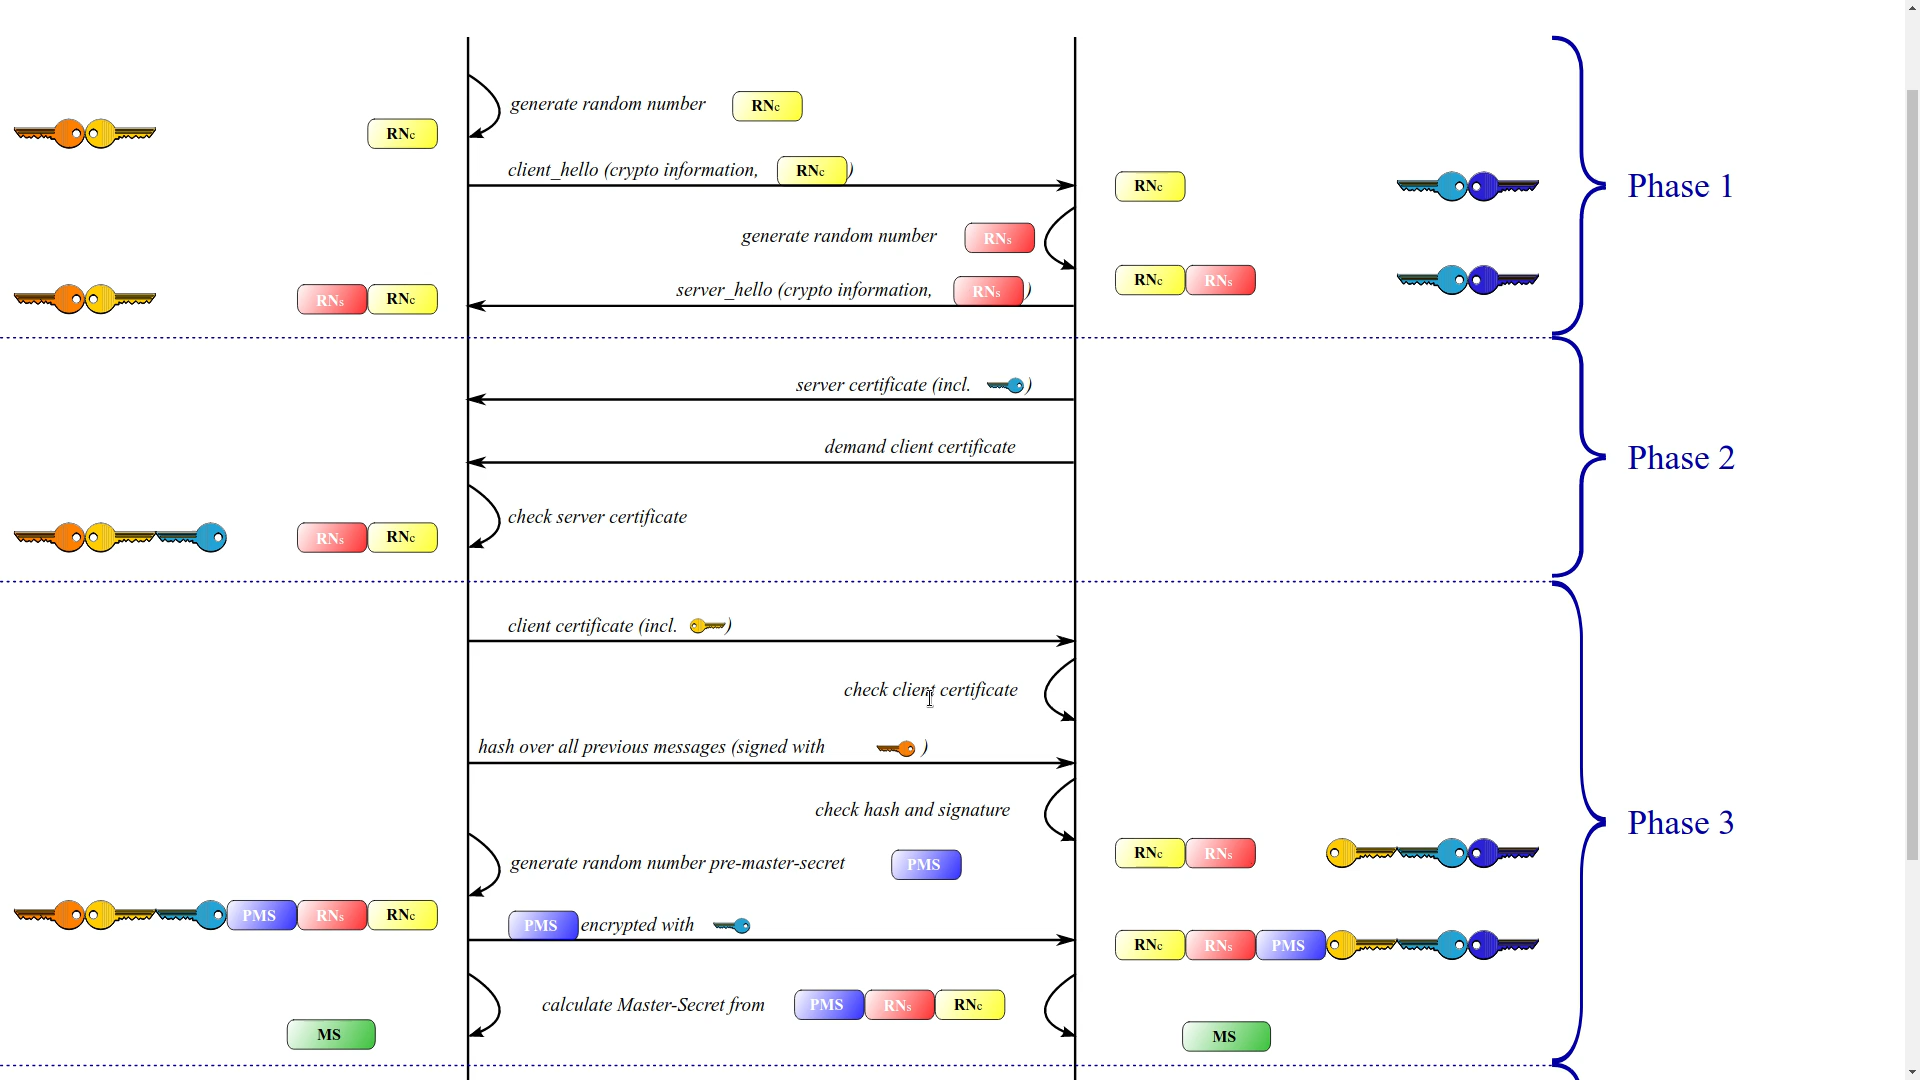 generate random number RNc
RNc
client_hello (crypto information, RNc )
RNc
Phase 1
generate random number RNs
RNc RNs
server_hello (crypto information, RNs )
RNs RNc
server certificate (incl. )
demand client certificate
Phase 2
check server certificate
RNs RNc
client certificate (incl. )
check client certificate
hash over all previous messages (signed with )
check hash and signature
Phase 3
generate random number pre-master-secret PMS
RNc RNs
PMS RNs RNc
PMS encrypted with
RNc RNs PMS
calculate Master-Secret from PMS RNs RNc
MS
MS